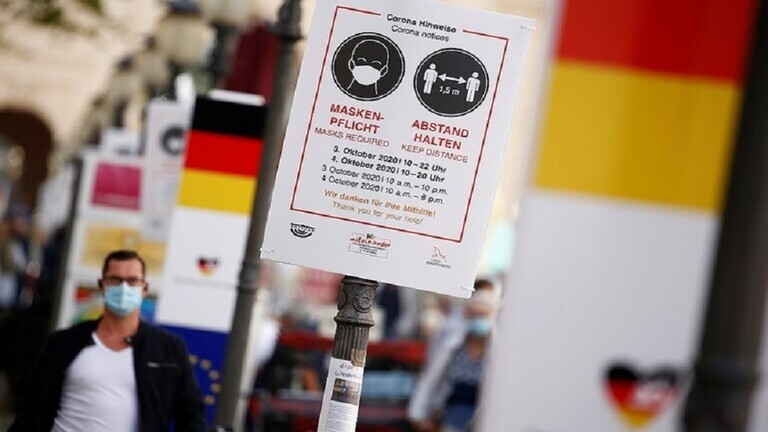 Corona Hinweise
Corona notices
1,5 m
MASKEN-
PFLICHT
MASKS REQUIRED
ABSTAND
HALTEN
KEEP DISTANCE
3. Oktober 2020 | 10 – 22 Uhr
4. Oktober 2020 | 10 – 20 Uhr
3 October 2020 | 10 a.m. – 10 p.m.
4 October 2020 | 10 a.m. – 8 p.m.
Wir danken für Ihre Mithilfe!
Thank you for your help!
Wir
miteinander